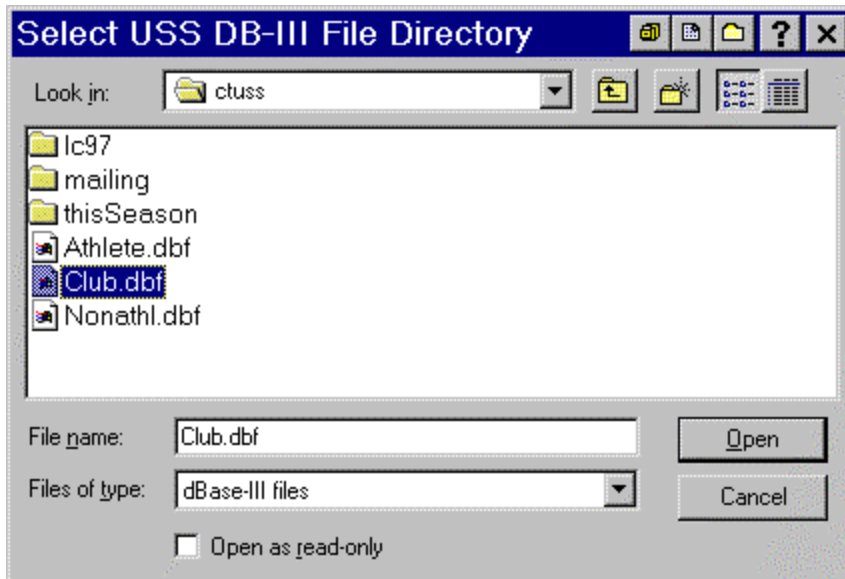 Select USS DB-III File Directory
Look in: ctuss
lc97
mailing
thisSeason
Athlete.dbf
Club.dbf
Nonathl.dbf
File name: Club.dbf Open
Files of type: dBase-III files Cancel
Open as read-only